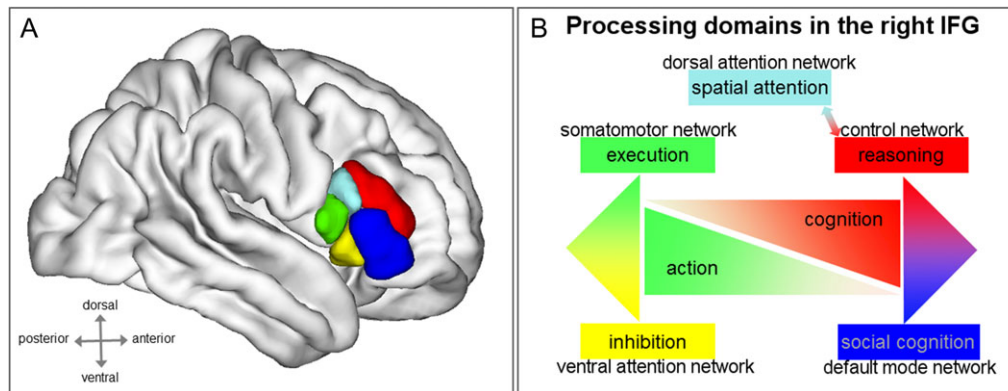 A
dorsal
posterior anterior
ventral
B Processing domains in the right IFG
dorsal attention network
spatial attention
somatomotor network control network
execution reasoning
cognition
action
inhibition social cognition
ventral attention network default mode network